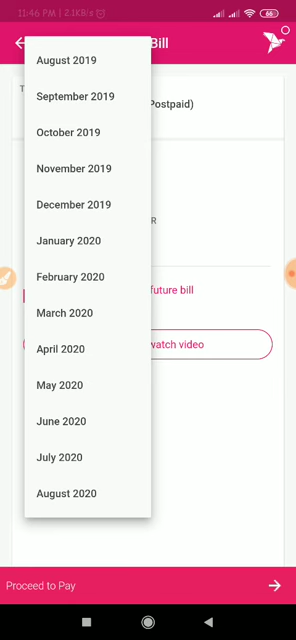 11:46 PM | 2.1KB/s
66
Bill
T
Postpaid)
August 2019
September 2019
October 2019
November 2019
December 2019
January 2020
R
February 2020
future bill
March 2020
April 2020
watch video
May 2020
June 2020
July 2020
August 2020
Proceed to Pay